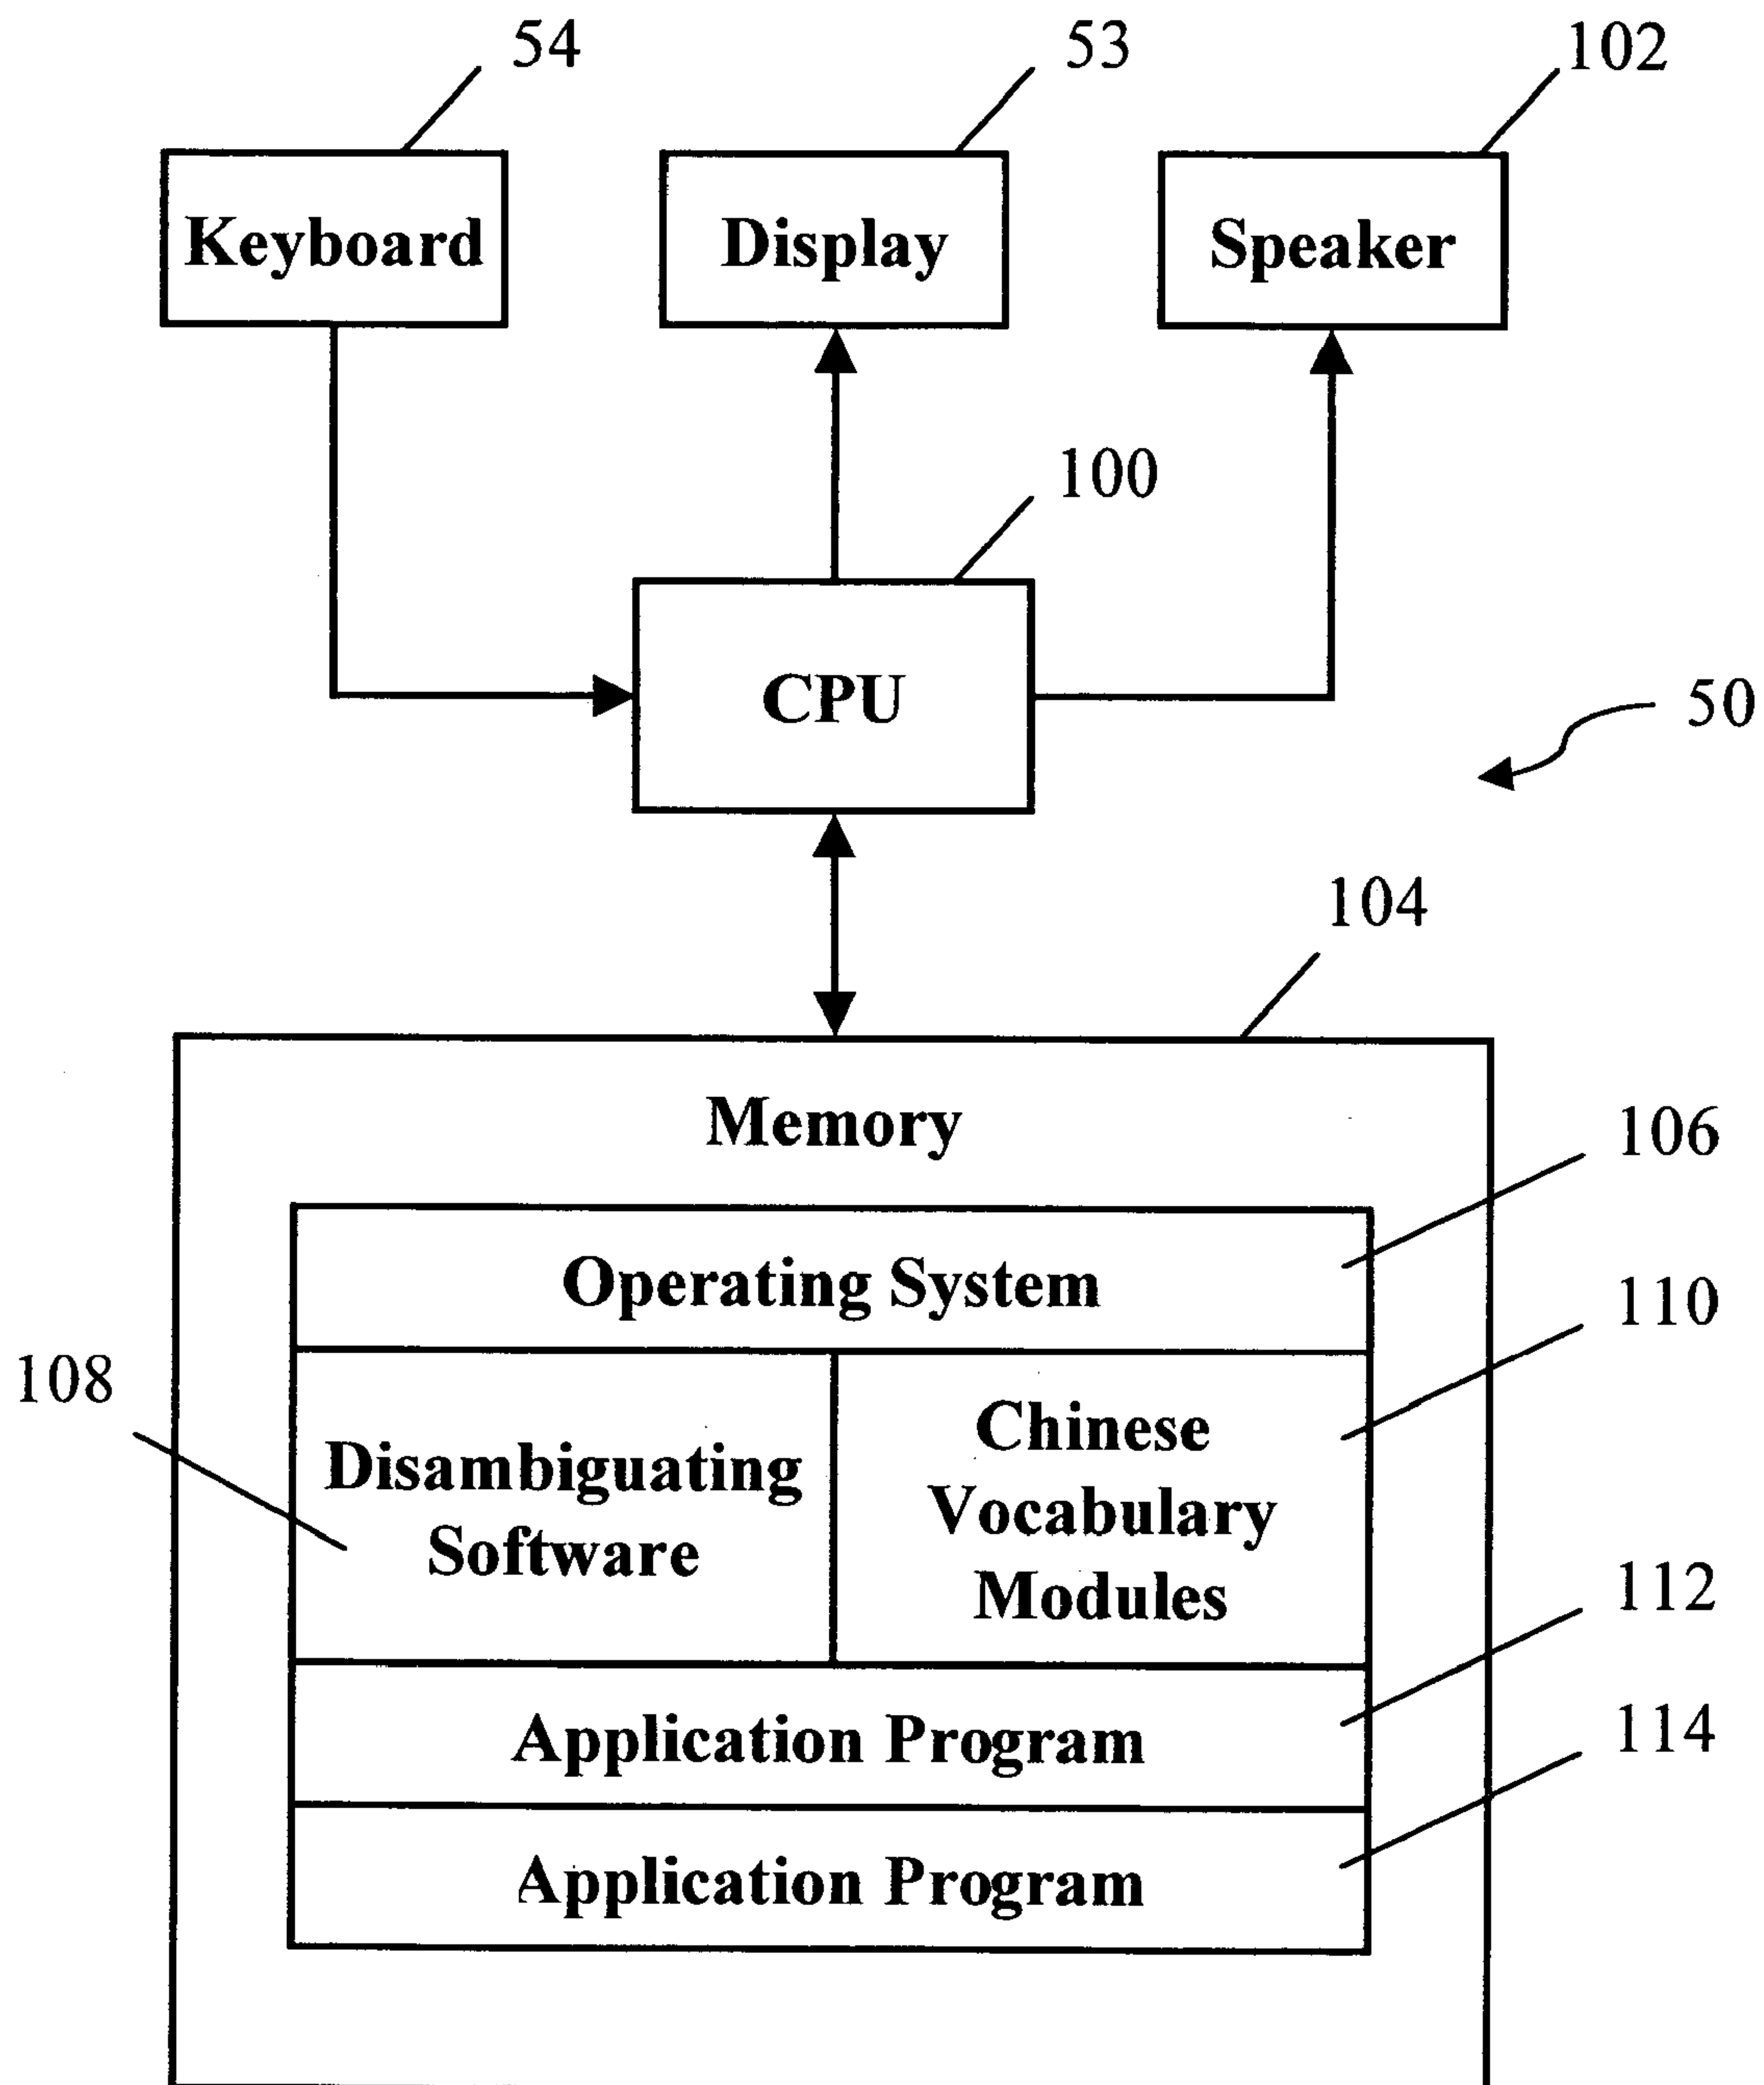 54
53
102
Keyboard
Display
Speaker
100
CPU
50
104
Memory
106
Operating System
110
108
Disambiguating
Software
Chinese
Vocabulary
Modules
112
Application Program
114
Application Program